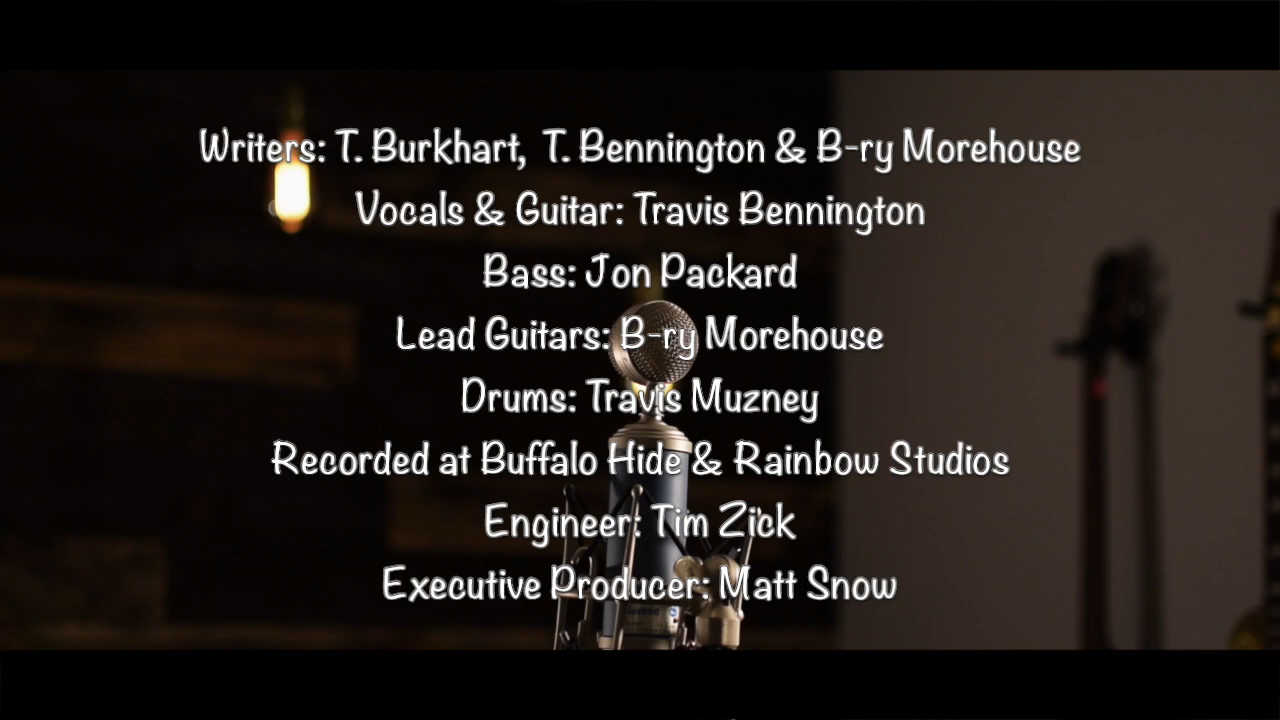 Writers: T. Burkhart, T. Bennington & B-ry Morehouse
Vocals & Guitar: Travis Bennington
Bass: Jon Packard
Lead Guitars: B-ry Morehouse
Drums: Travis Muzney
Recorded at Buffalo Hide & Rainbow Studios
Engineer: Tim Zick
Executive Producer: Matt Snow